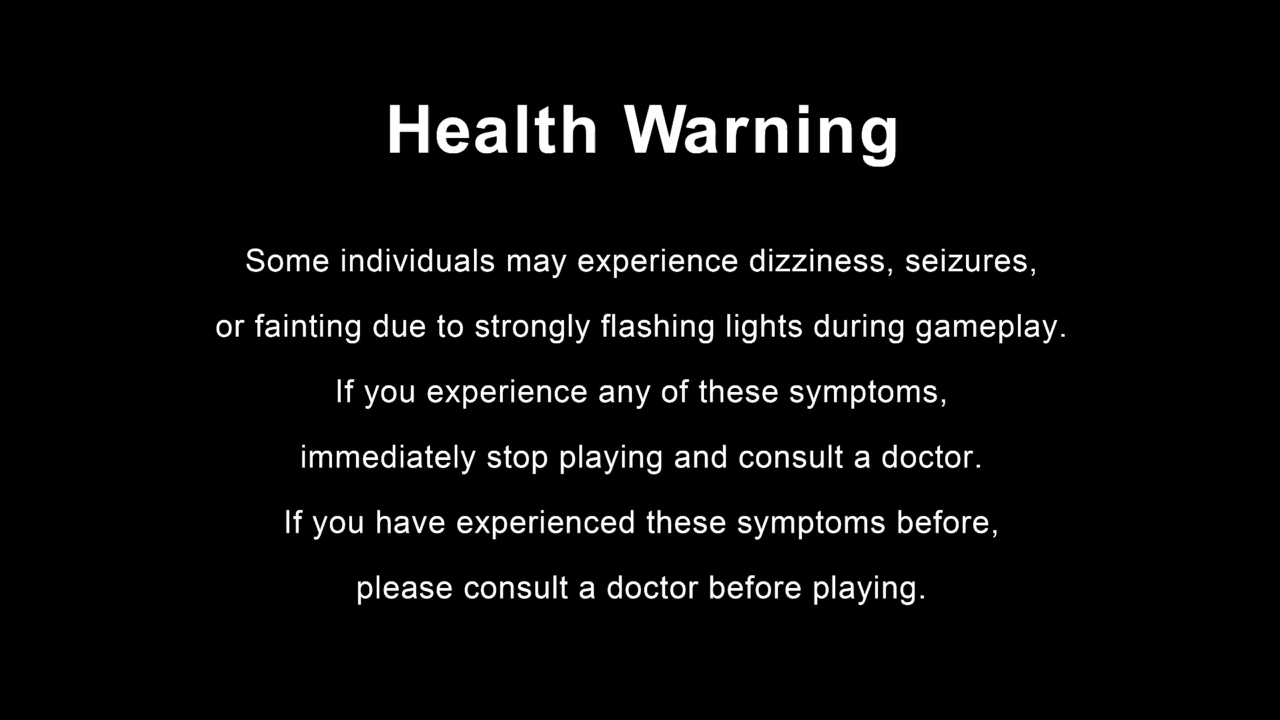 Health Warning
Some individuals may experience dizziness, seizures,
or fainting due to strongly flashing lights during gameplay.
If you experience any of these symptoms,
immediately stop playing and consult a doctor.
If you have experienced these symptoms before,
please consult a doctor before playing.